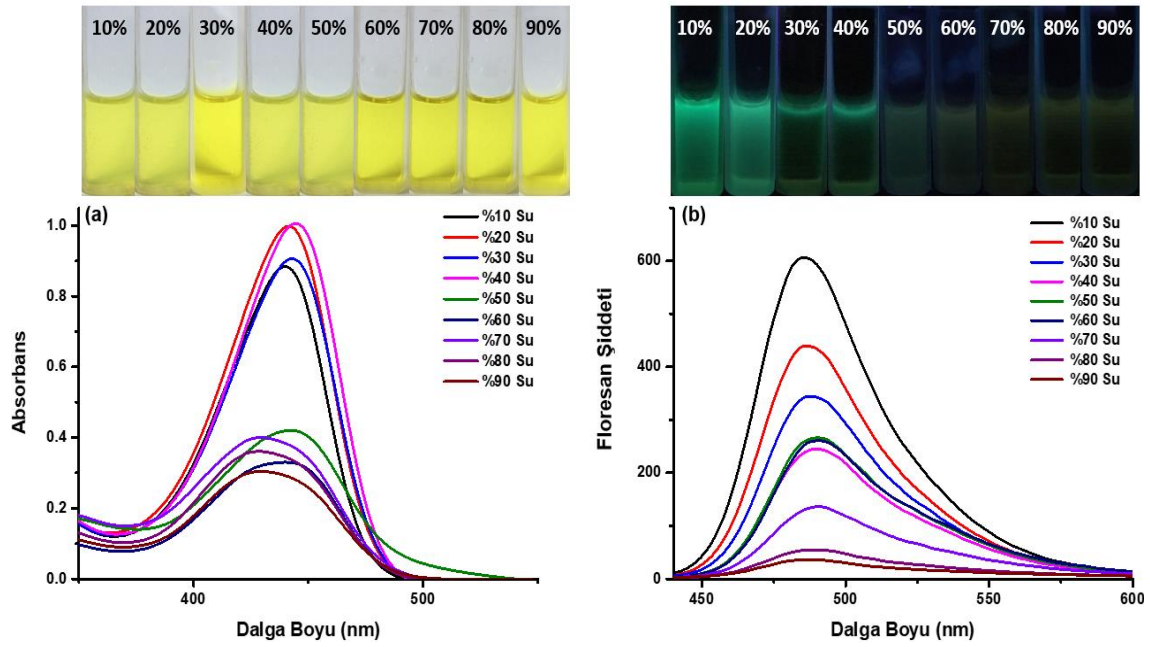 10% 20% 30% 40% 50% 60% 70% 80% 90%
10% 20% 30% 40% 50% 60% 70% 80% 90%
(a)
%10 Su
%20 Su
%30 Su
%40 Su
%50 Su
%60 Su
%70 Su
%80 Su
%90 Su
1.0
0.8
0.6
0.4
0.2
0.0
Absorbans
400 500
Dalga Boyu (nm)
(b)
%10 Su
%20 Su
%30 Su
%40 Su
%50 Su
%60 Su
%70 Su
%80 Su
%90 Su
600
400
200
0
Floresan Şiddeti
450 500 550 600
Dalga Boyu (nm)